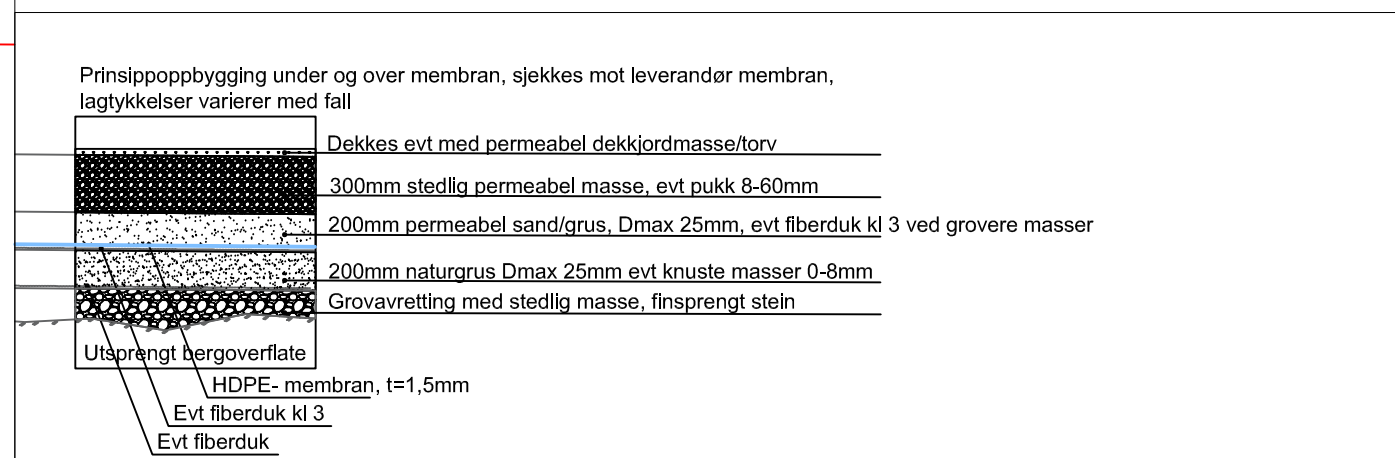 Prinsippoppbygging under og over membran, sjekkes mot leverandør membran,
lagtykkelser varierer med fall
Dekkes evt med permeabel dekkjordmasse/torv
300mm stedlig permeabel masse, evt pukk 8-60mm
200mm permeabel sand/grus, Dmax 25mm, evt fiberduk kl 3 ved grovere masser
200mm naturgrus Dmax 25mm evt knuste masser 0-8mm
Grovavretting med stedlig masse, finsprengt stein
Utsprengt bergoverflate
HDPE- membran, t=1,5mm
Evt fiberduk kl 3
Evt fiberduk